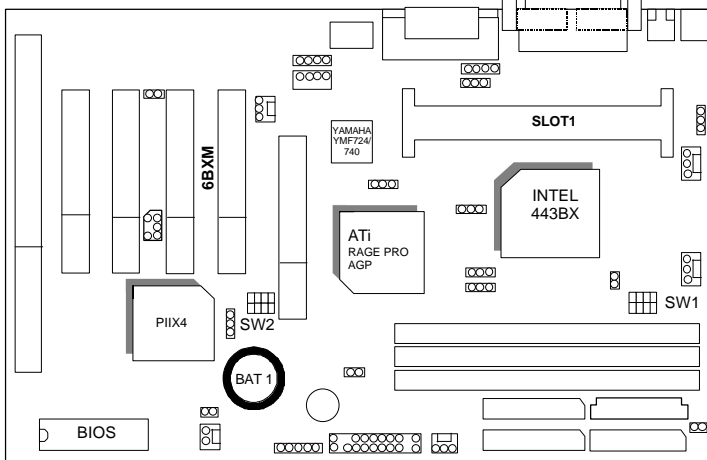 YAMAHA
YMF724/
740
SLOT1
6BXM
INTEL
443BX
ATi
RAGE PRO
AGP
PIIX4
SW2
SW1
BAT 1
BIOS